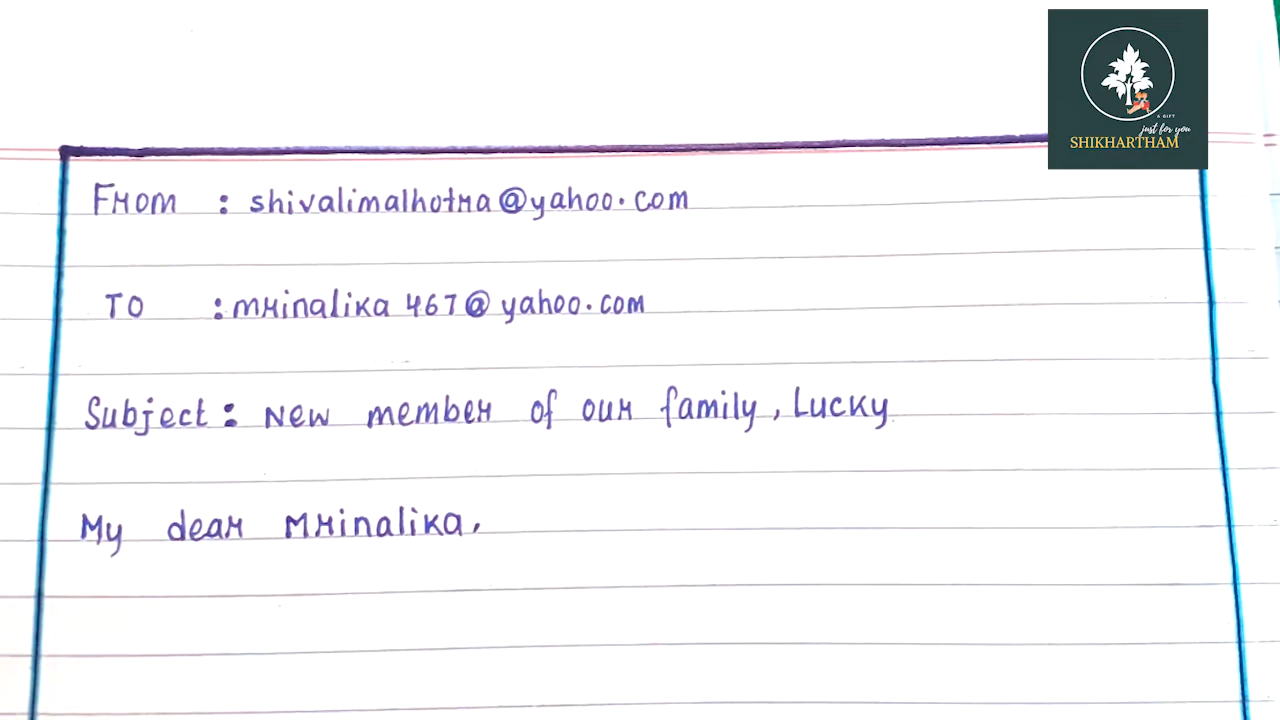 A GIFT
just for you
SHIKHARTHAM
From : shivalimalhotra@yahoo.com
To : mrinalika467@yahoo.com
Subject: New member of our family, Lucky
My dear Mrinalika,